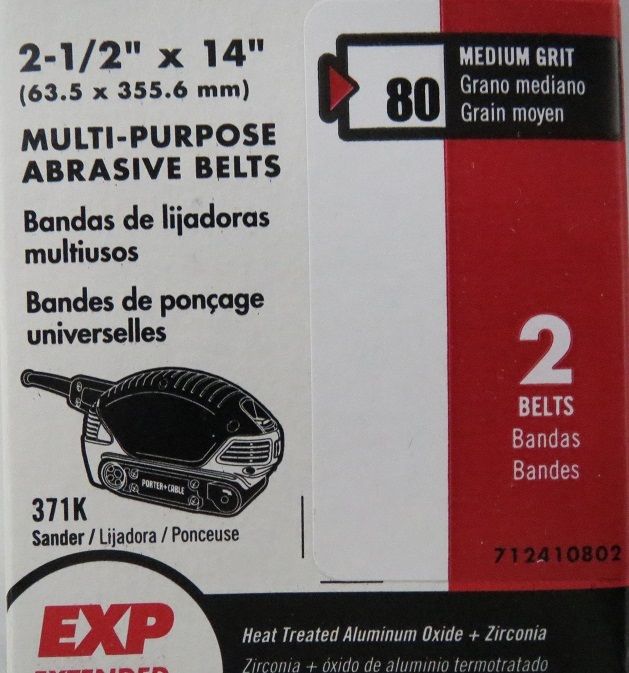 2-1/2" x 14"
(63.5 x 355.6 mm)
MULTI-PURPOSE
ABRASIVE BELTS
Bandas de lijadoras
multiusos
Bandes de ponçage
universelles
PORTER+CABLE
371K
Sander / Lijadora / Ponceuse
80
MEDIUM GRIT
Grano mediano
Grain moyen
2
BELTS
Bandas
Bandes
712410802
EXP
EXTENDED
Heat Treated Aluminum Oxide + Zirconia
Zirconia + óxido de aluminio termotratado